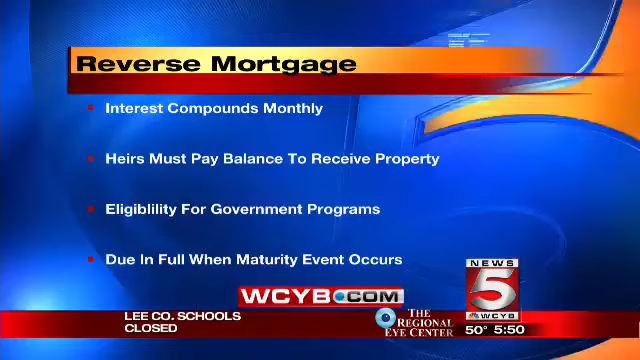 Reverse Mortgage
Interest Compounds Monthly
Heirs Must Pay Balance To Receive Property
Eligiblility For Government Programs
Due In Full When Maturity Event Occurs
WCYB.COM
NEWS
5
WCYB
LEE CO. SCHOOLS
CLOSED
THE
REGIONAL
EYE CENTER
50° 5:50